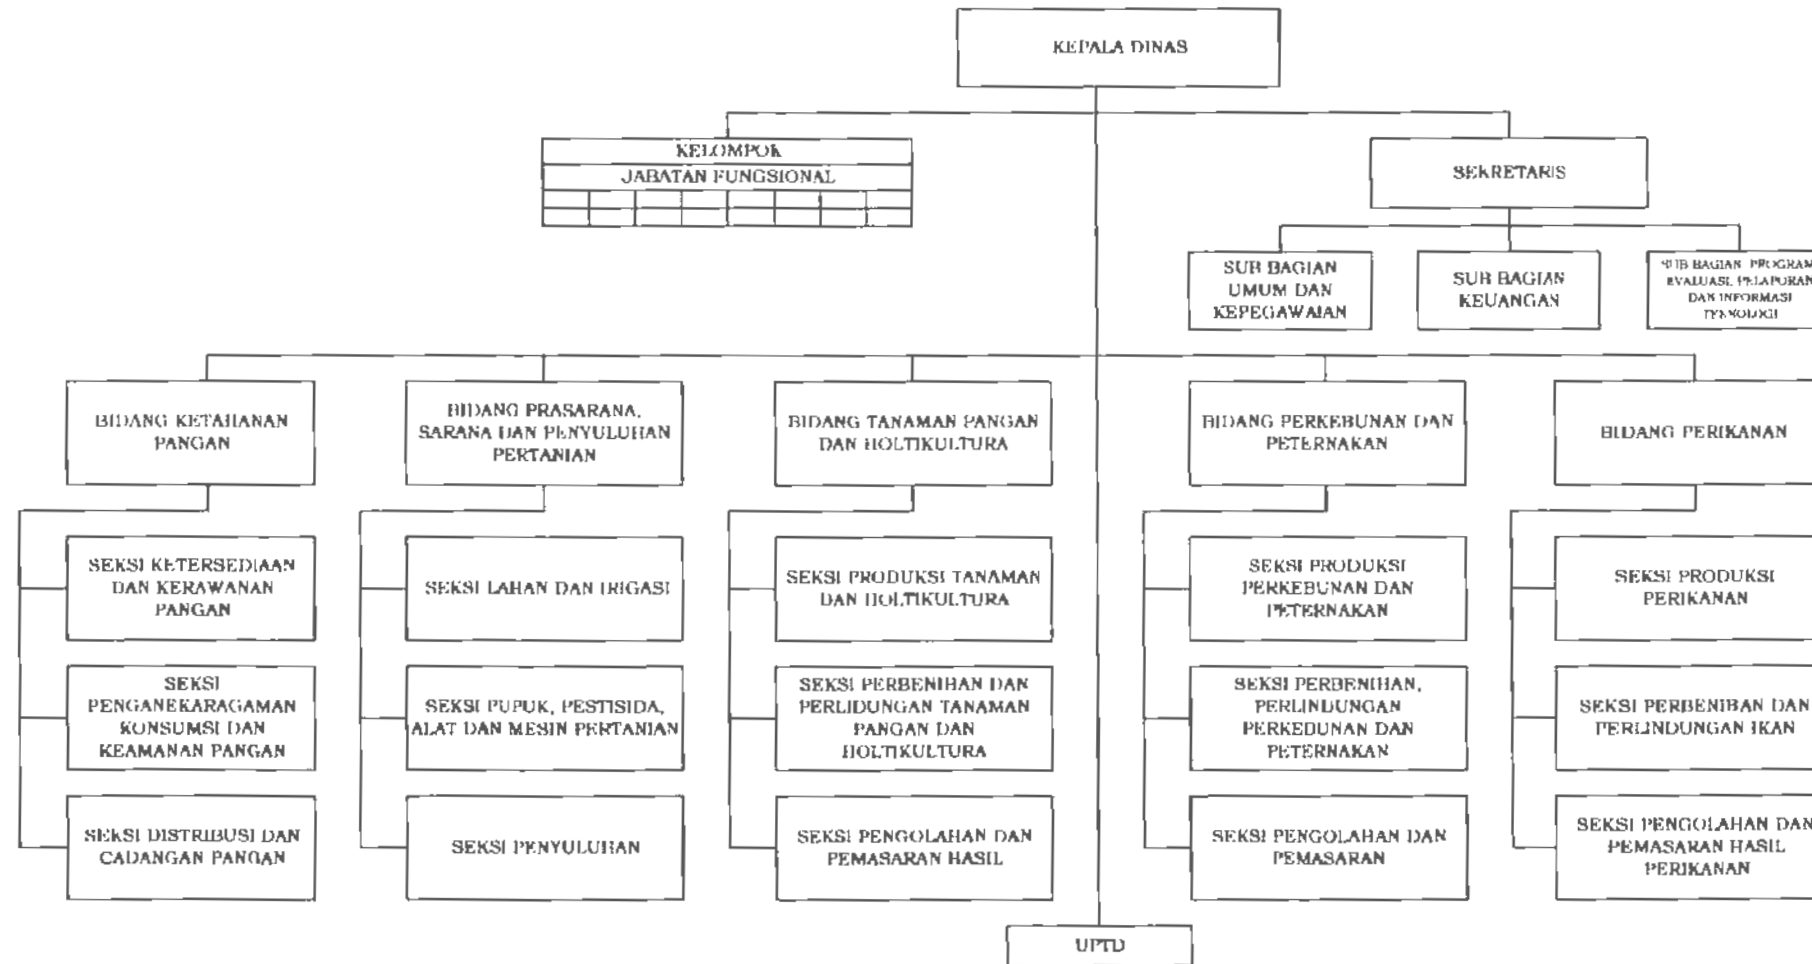 KEPALA DINAS
KELOMPOK
JABATAN FUNGSIONAL
SEKRETARIS
SUB BAGIAN
UMUM DAN
KEPEGAWAIAN
SUB BAGIAN
KEUANGAN
SUB BAGIAN PROGRAM
EVALUASI, PELAPORAN
DAN INFORMASI
TEKNOLOGI
BIDANG KETAHANAN
PANGAN
BIDANG PRASARANA,
SARANA DAN PENYULUHAN
PERTANIAN
BIDANG TANAMAN PANGAN
DAN HOLTIKULTURA
BIDANG PERKEBUNAN DAN
PETERNAKAN
BIDANG PERIKANAN
SEKSI KETERSEDIAAN
DAN KERAWANAN
PANGAN
SEKSI LAHAN DAN IRIGASI
SEKSI PRODUKSI TANAMAN
DAN HOLTIKULTURA
SEKSI PRODUKSI
PERKEBUNAN DAN
PETERNAKAN
SEKSI PRODUKSI
PERIKANAN
SEKSI
PENGANEKARAGAMAN
KONSUMSI DAN
KEAMANAN PANGAN
SEKSI PUPUK, PESTISIDA,
ALAT DAN MESIN PERTANIAN
SEKSI PERBENIHAN DAN
PERLIDUNGAN TANAMAN
PANGAN DAN
HOLTIKULTURA
SEKSI PERBENIHAN,
PERLINDUNGAN
PERKEBUNAN DAN
PETERNAKAN
SEKSI PERBENIHAN DAN
PERLINDUNGAN IKAN
SEKSI DISTRIBUSI DAN
CADANGAN PANGAN
SEKSI PENYULUHAN
SEKSI PENGOLAHAN DAN
PEMASARAN HASIL
SEKSI PENGOLAHAN DAN
PEMASARAN
SEKSI PENGOLAHAN DAN
PEMASARAN HASIL
PERIKANAN
UPTD